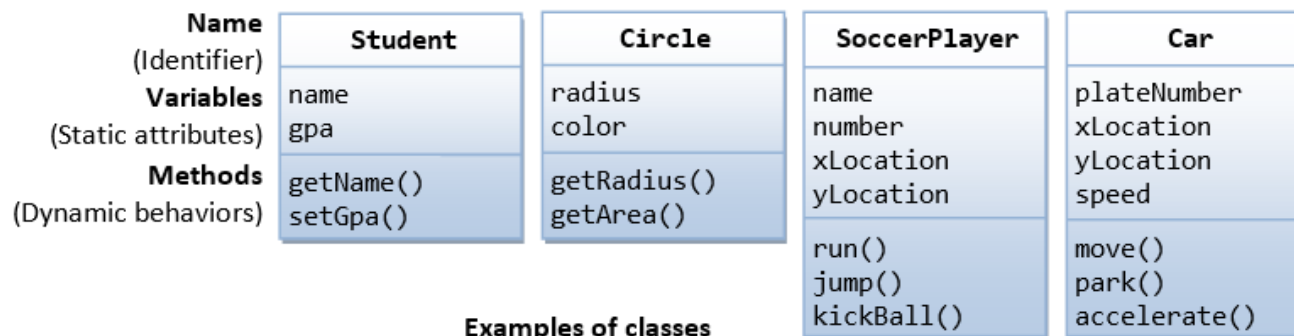 Name
(Identifier)
Variables
(Static attributes)
Methods
(Dynamic behaviors)
Student
name
gpa
getName()
setGpa()
Circle
radius
color
getRadius()
getArea()
SoccerPlayer
name
number
xLocation
yLocation
run()
jump()
kickBall()
Car
plateNumber
xLocation
yLocation
speed
move()
park()
accelerate()
Examples of classes